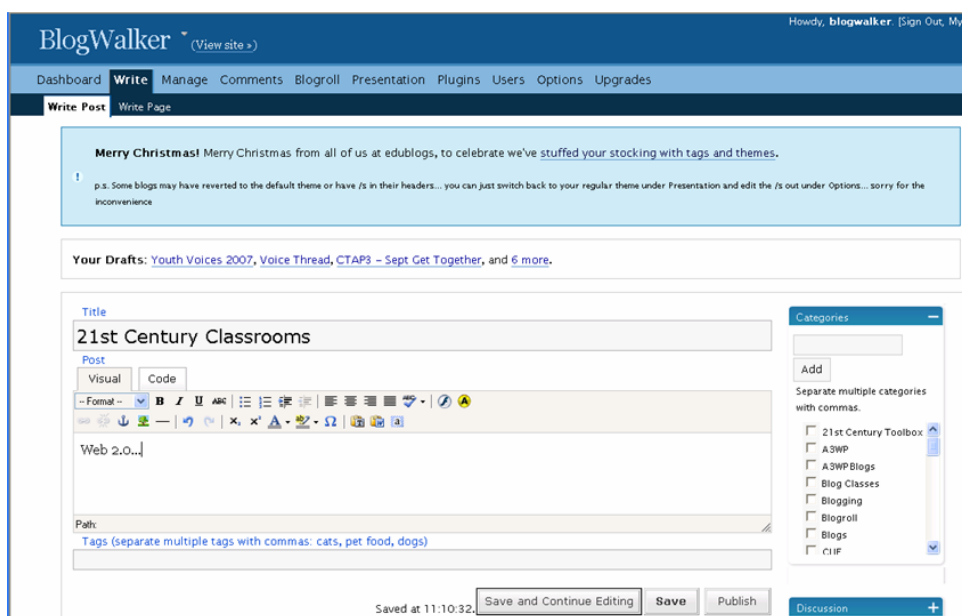 Howdy, blogwalker. [Sign Out, My
BlogWalker (View site »)
Dashboard Write Manage Comments Blogroll Presentation Plugins Users Options Upgrades
Write Post Write Page
Merry Christmas! Merry Christmas from all of us at edublogs, to celebrate we've stuffed your stocking with tags and themes.
p.s. Some blogs may have reverted to the default theme or have /s in their headers... you can just switch back to your regular theme under Presentation and edit the /s out under Options... sorry for the
inconvenience
Your Drafts: Youth Voices 2007, Voice Thread, CTAP3 – Sept Get Together, and 6 more.
Title
21st Century Classrooms
Post
Visual Code
-- Format -- B I U ABC
Web 2.0...
Path:
Tags (separate multiple tags with commas: cats, pet food, dogs)
Saved at 11:10:32. Save and Continue Editing Save Publish
Categories
Add
Separate multiple categories
with commas.
21st Century Toolbox
A3WP
A3WPBlogs
Blog Classes
Blogging
Blogroll
Blogs
CUE
Discussion